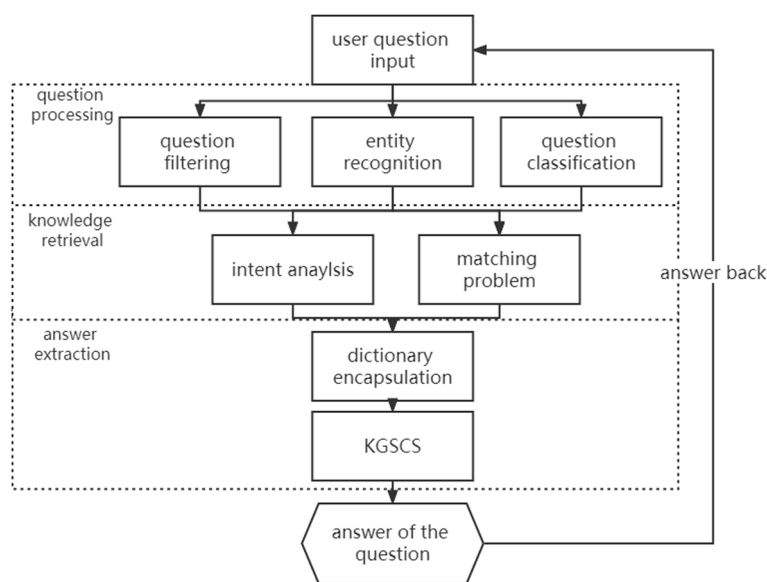 user question
input
question
processing
question
filtering
entity
recognition
question
classification
knowledge
retrieval
intent anaylsis
matching
problem
answer back
answer
extraction
dictionary
encapsulation
KGSCS
answer of the
question